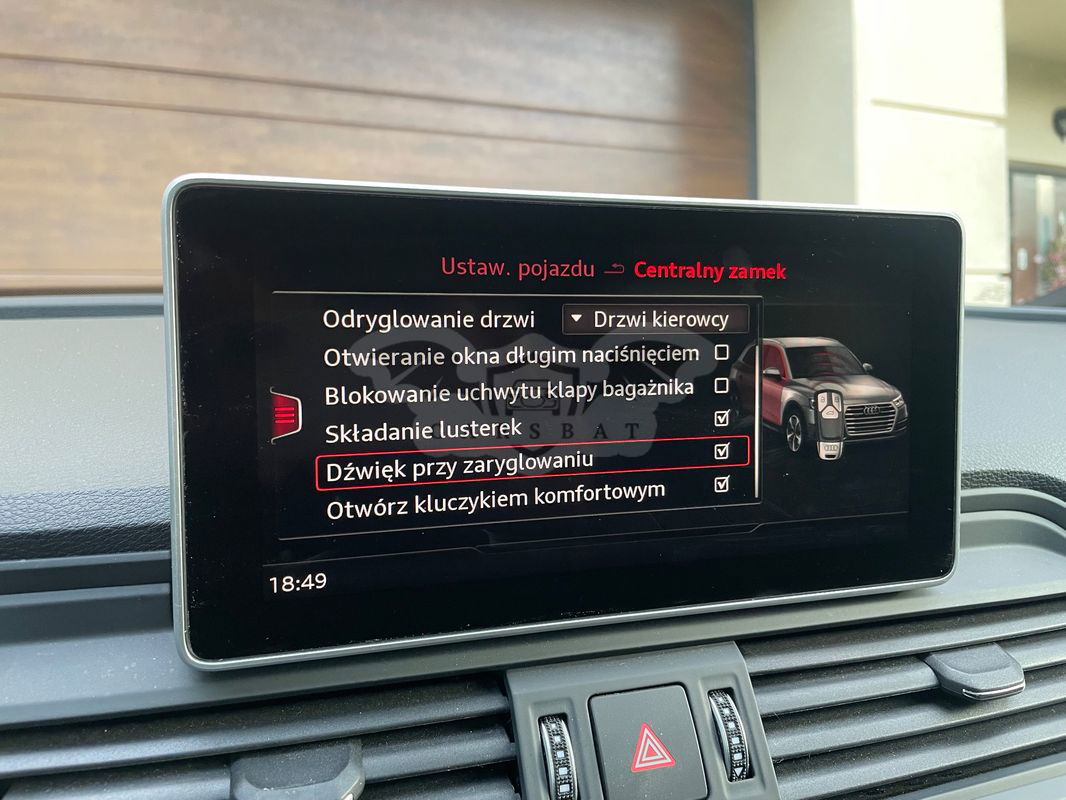 Ustaw. pojazdu Centralny zamek
Odryglowanie drzwi Drzwi kierowcy
Otwieranie okna długim naciśnięciem
Blokowanie uchwytu klapy bagażnika
Składanie lusterek
Dźwięk przy zaryglowaniu
Otwórz kluczykiem komfortowym
18:49